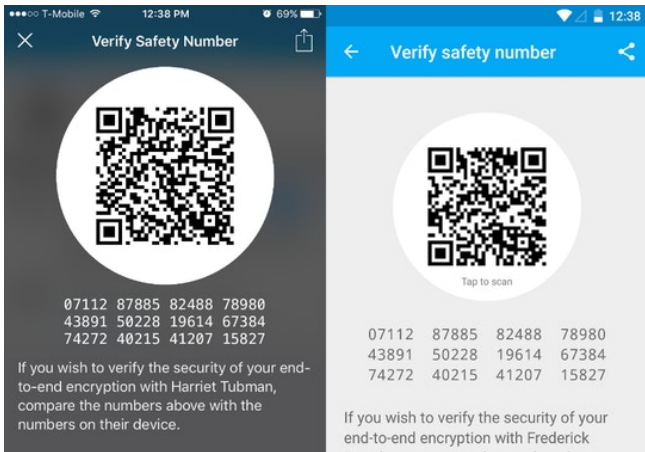 T-Mobile 12:38 PM 69%
Verify Safety Number
07112 87885 82488 78980
43891 50228 19614 67384
74272 40215 41207 15827
If you wish to verify the security of your end-
to-end encryption with Harriet Tubman,
compare the numbers above with the
numbers on their device.
12:38
Verify safety number
Tap to scan
07112 87885 82488 78980
43891 50228 19614 67384
74272 40215 41207 15827
If you wish to verify the security of your
end-to-end encryption with Frederick